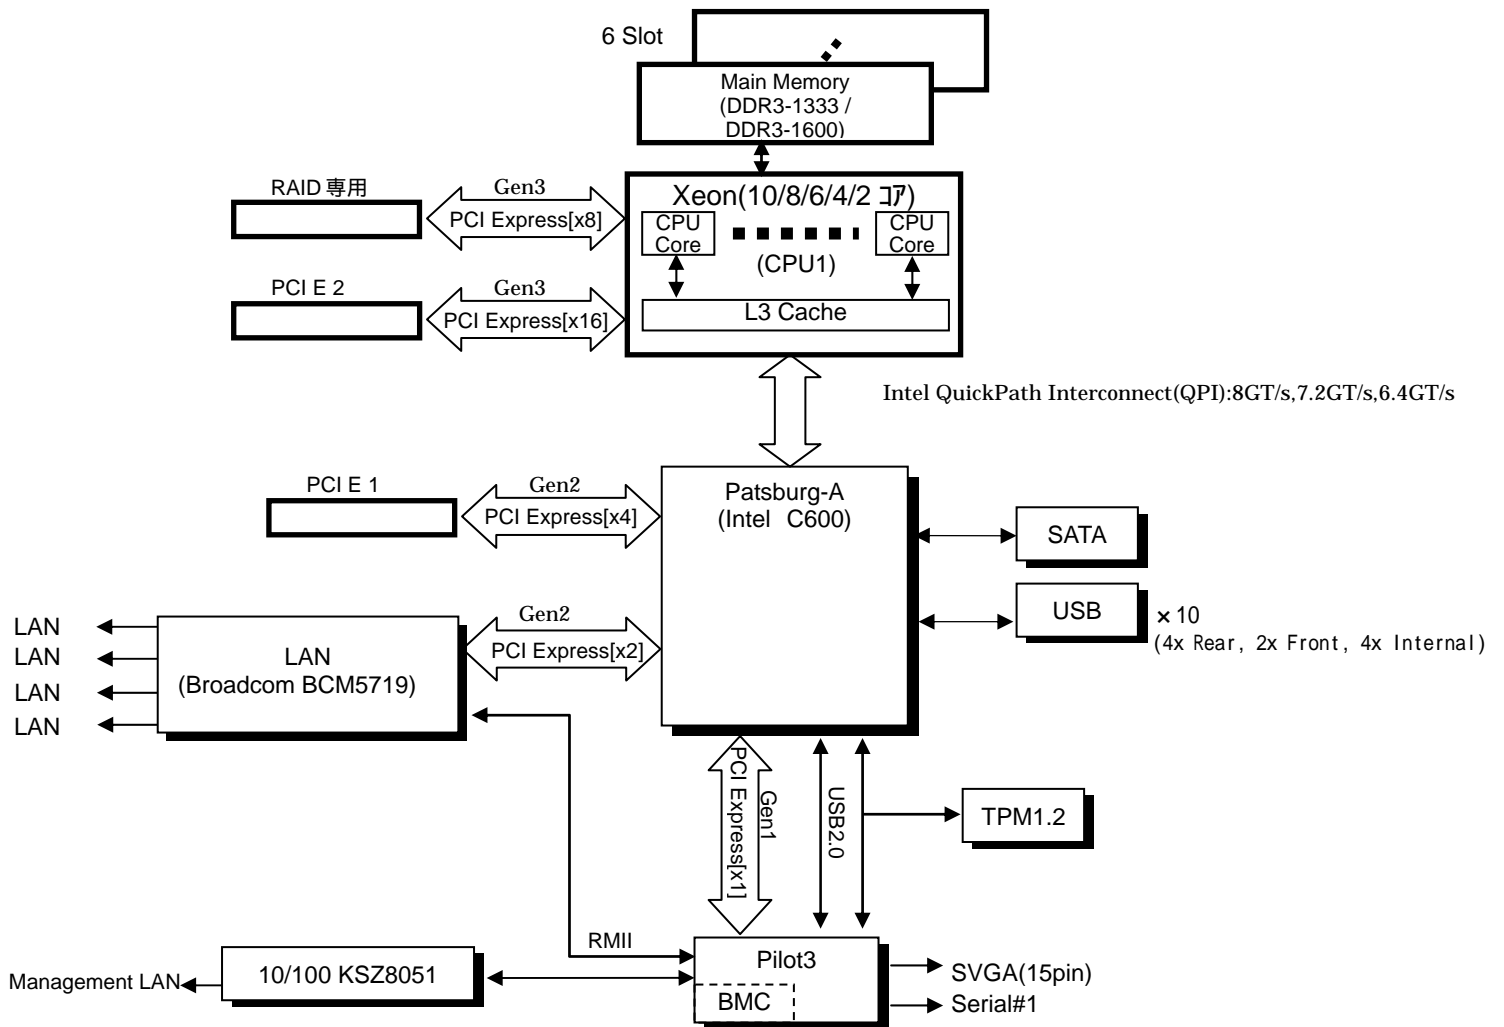 6 Slot
Main Memory
(DDR3-1333 /
DDR3-1600)
RAID 専用
Gen3
PCI Express[x8]
Xeon(10/8/6/4/2 コア)
CPU
Core
CPU
Core
(CPU1)
L3 Cache
PCI E 2
Gen3
PCI Express[x16]
Intel QuickPath Interconnect(QPI):8GT/s,7.2GT/s,6.4GT/s
PCI E 1
Gen2
PCI Express[x4]
Patsburg-A
(Intel C600)
SATA
USB
×10
(4x Rear, 2x Front, 4x Internal)
LAN
LAN
LAN
LAN
LAN
(Broadcom BCM5719)
Gen2
PCI Express[x2]
PCI Express[x1]
Gen1
USB2.0
TPM1.2
RMII
Management LAN
10/100 KSZ8051
Pilot3
BMC
SVGA(15pin)
Serial#1